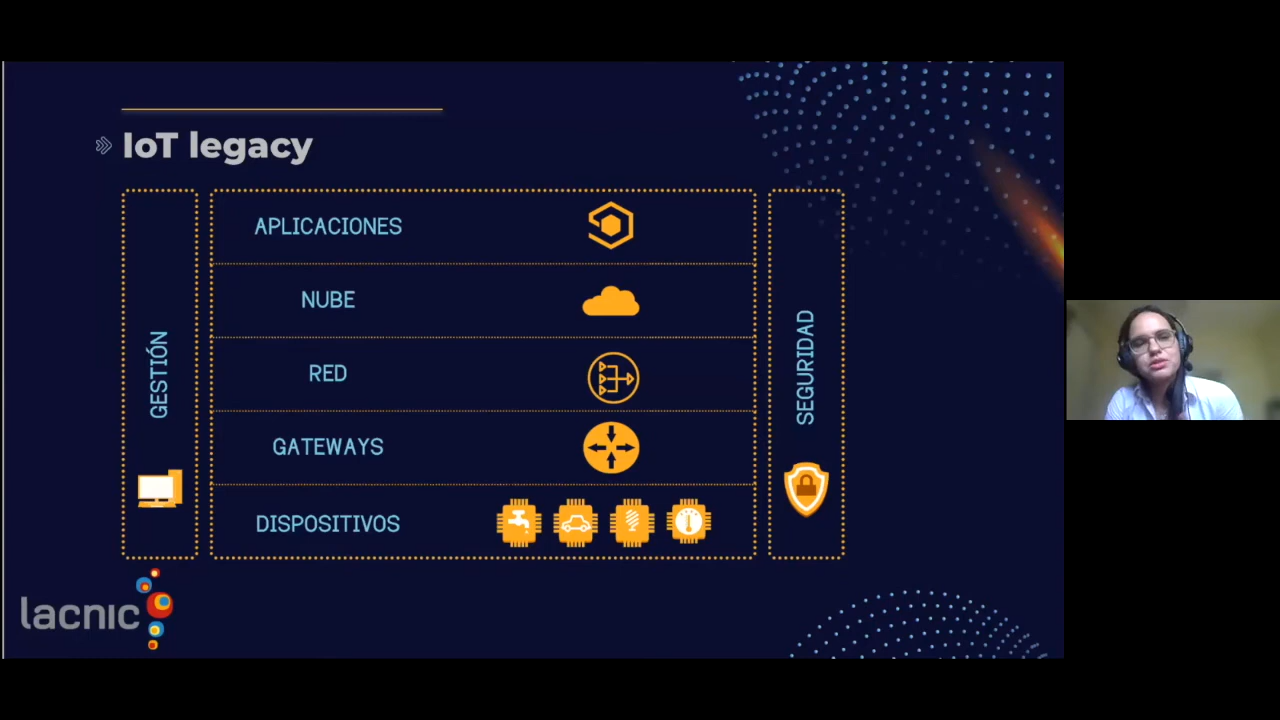 IoT legacy
GESTIÓN
APLICACIONES
NUBE
RED
GATEWAYS
DISPOSITIVOS
SEGURIDAD
lacnic